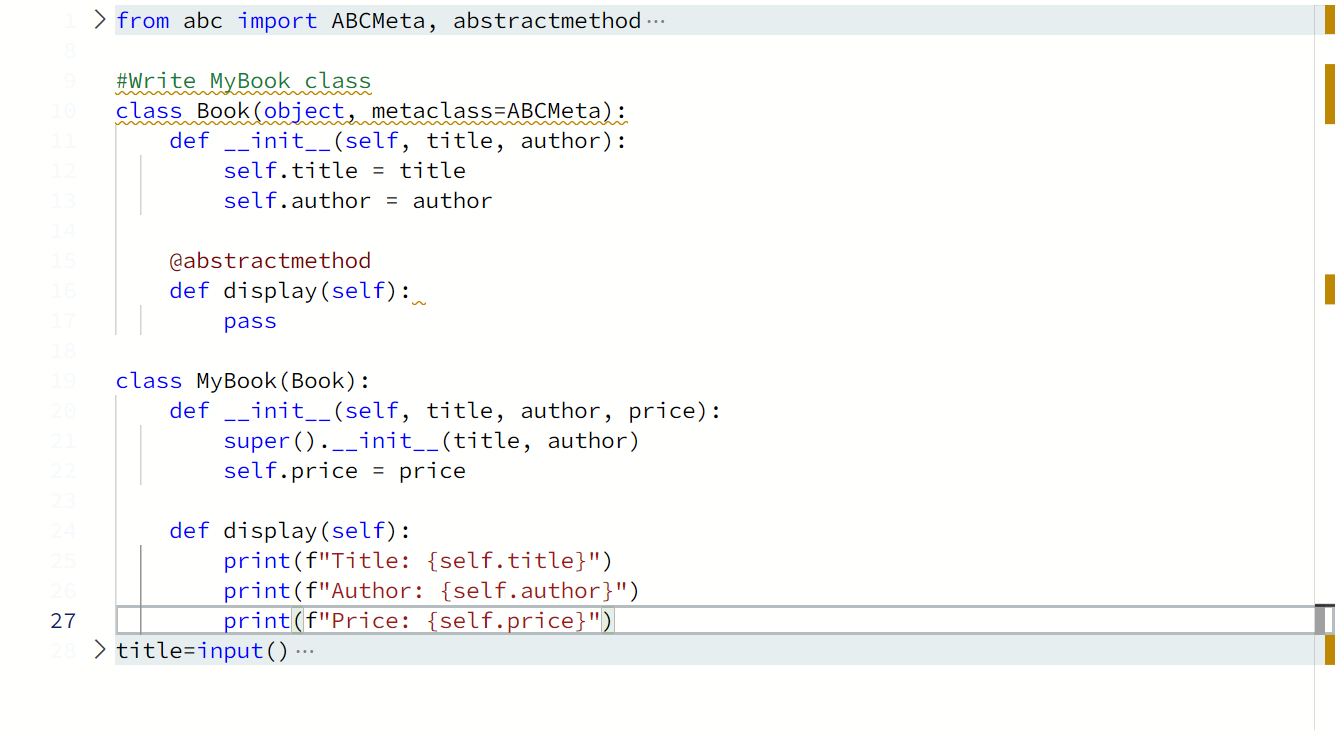 1 from abc import ABCMeta, abstractmethod···
8
9 #Write MyBook class
10 class Book(object, metaclass=ABCMeta):
11     def __init__(self, title, author):
12         self.title = title
13         self.author = author
14
15     @abstractmethod
16     def display(self):
17         pass
18
19 class MyBook(Book):
20     def __init__(self, title, author, price):
21         super().__init__(title, author)
22         self.price = price
23
24     def display(self):
25         print(f"Title: {self.title}")
26         print(f"Author: {self.author}")
27         print(f"Price: {self.price}")
28 title=input()···